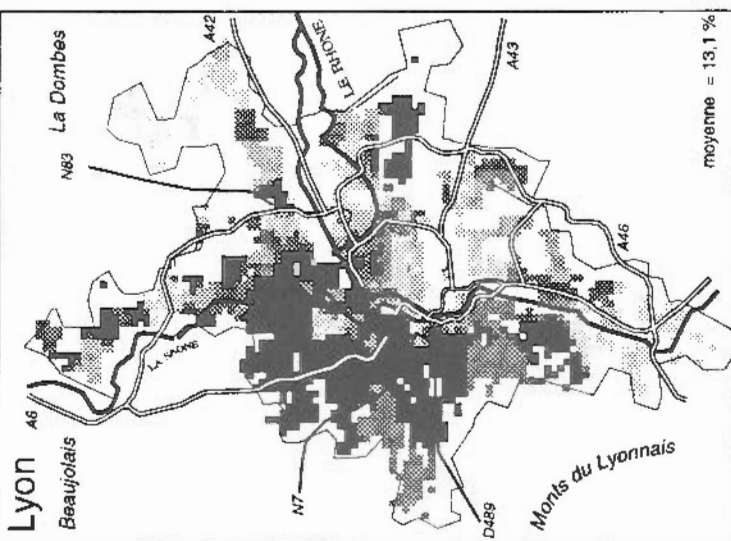 Lyon
Beaujolais
La Dombes
A6
A42
N83
LE RHONE
LA SAONE
A43
N7
A46
D489
Monts du Lyonnais
moyenne = 13,1 %